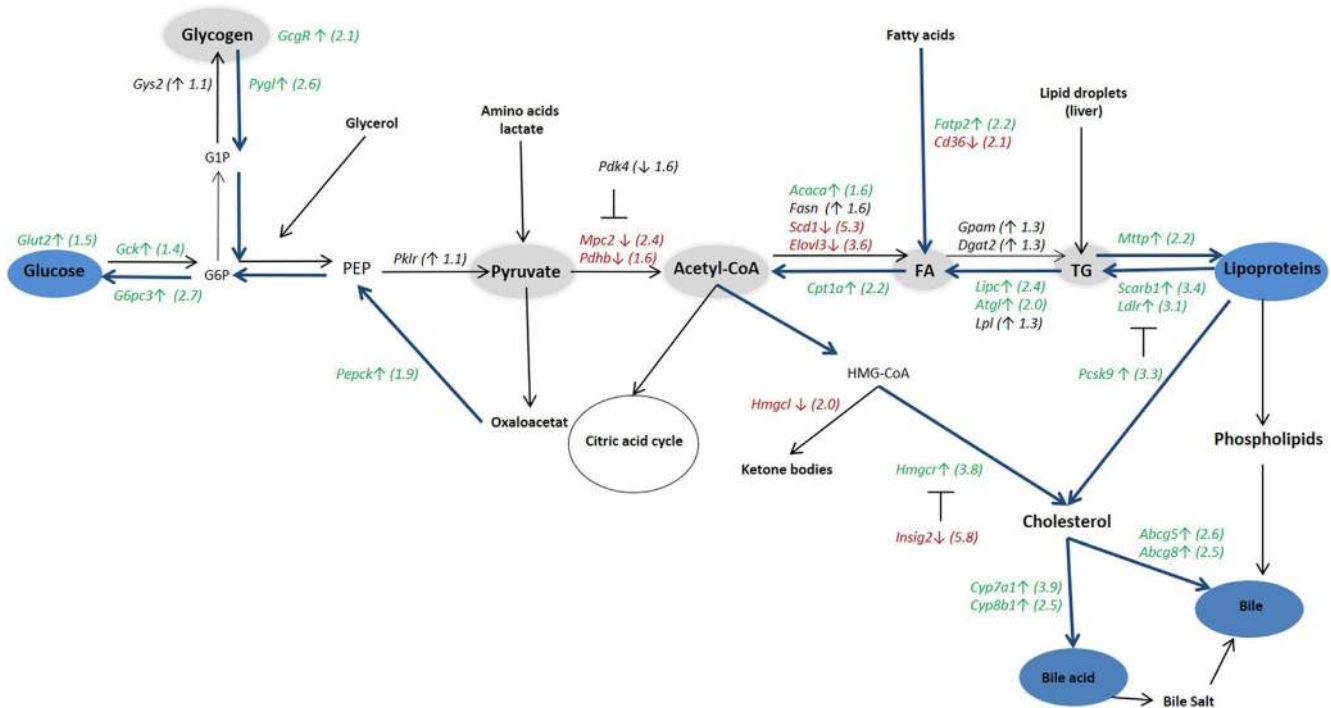 Glycogen
GcgR ↑ (2.1)
Gys2 (↑ 1.1)
Pygl↑ (2.6)
G1P
Glycerol
Glut2↑ (1.5)
Gck↑ (1.4)
Glucose
G6P
G6pc3↑ (2.7)
PEP
Pklr (↑ 1.1)
Pepck↑ (1.9)
Amino acids
lactate
Pdk4 (↓ 1.6)
Mpc2 ↓ (2.4)
Pdhb↓ (1.6)
Pyruvate
Oxaloacetat
Acetyl-CoA
Citric acid cycle
Fatty acids
Fatp2↑ (2.2)
Cd36↓ (2.1)
Acaca↑ (1.6)
Fasn (↑ 1.6)
Scd1↓ (5.3)
Elovl3↓ (3.6)
FA
Cpt1a↑ (2.2)
Lipid droplets
(liver)
Gpam (↑ 1.3)
Dgat2 (↑ 1.3)
TG
Lipc↑ (2.4)
Atgl↑ (2.0)
Lpl (↑ 1.3)
Mttp↑ (2.2)
Lipoproteins
Scarb1↑ (3.4)
Ldlr↑ (3.1)
Pcsk9 ↑ (3.3)
HMG-CoA
Hmgcl ↓ (2.0)
Ketone bodies
Hmgcr↑ (3.8)
Insig2↓ (5.8)
Phospholipids
Cholesterol
Abcg5↑ (2.6)
Abcg8↑ (2.5)
Cyp7a1↑ (3.9)
Cyp8b1↑ (2.5)
Bile
Bile acid
Bile Salt